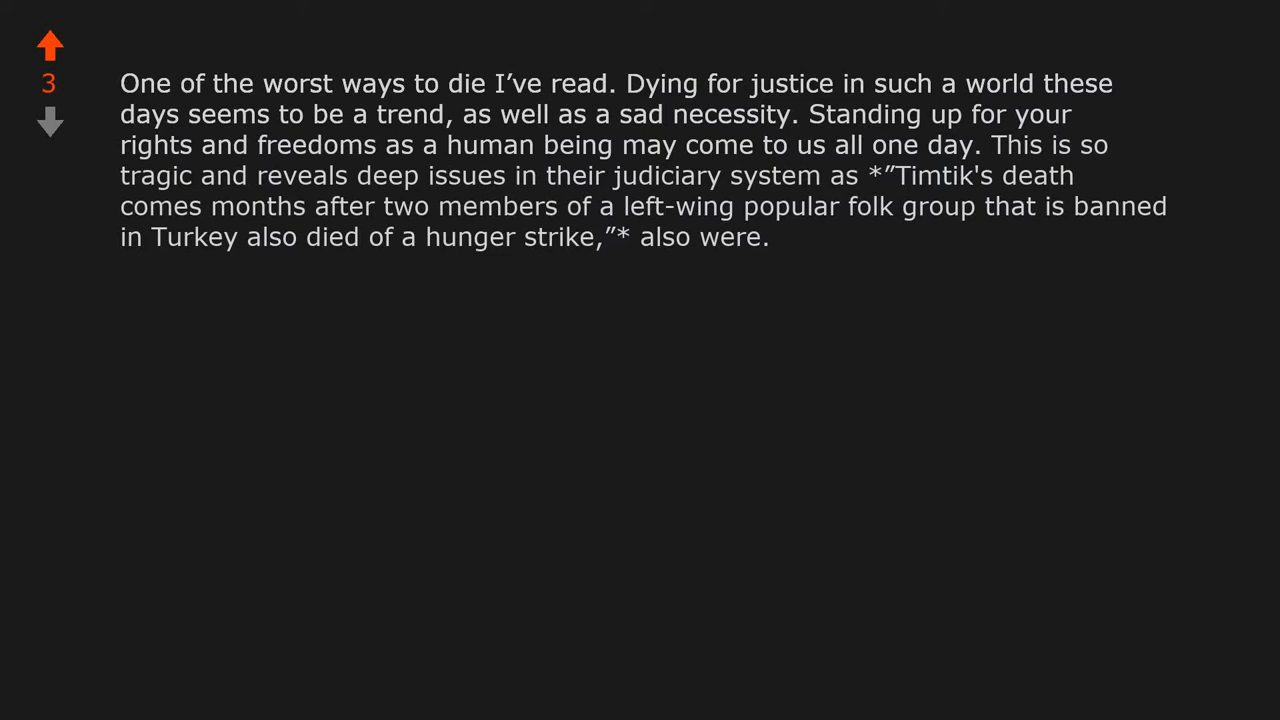 3
One of the worst ways to die I’ve read. Dying for justice in such a world these
days seems to be a trend, as well as a sad necessity. Standing up for your
rights and freedoms as a human being may come to us all one day. This is so
tragic and reveals deep issues in their judiciary system as *”Timtik's death
comes months after two members of a left-wing popular folk group that is banned
in Turkey also died of a hunger strike,”* also were.